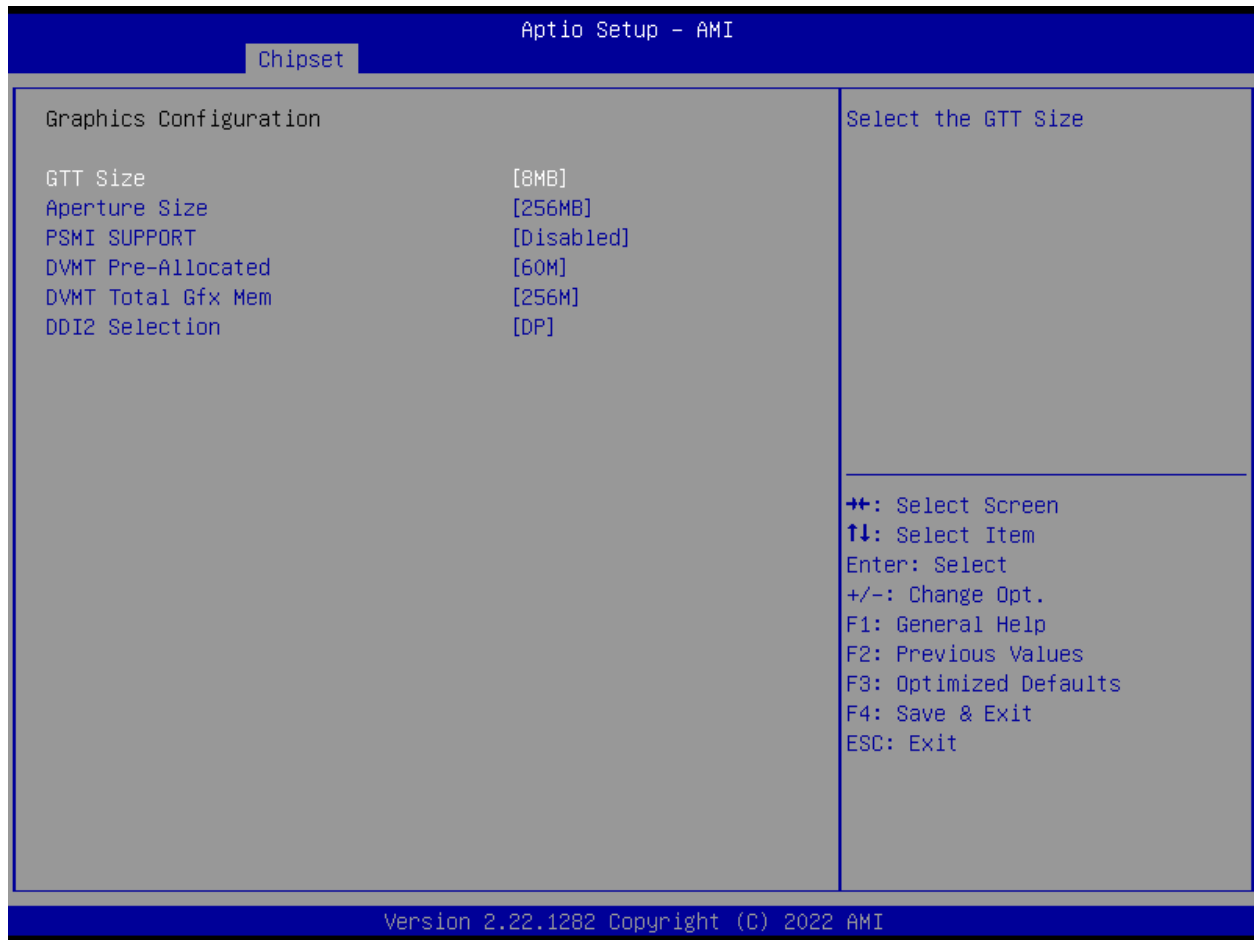 Aptio Setup – AMI
Chipset
Graphics Configuration
GTT Size [8MB]
Aperture Size [256MB]
PSMI SUPPORT [Disabled]
DVMT Pre-Allocated [60M]
DVMT Total Gfx Mem [256M]
DDI2 Selection [DP]
Select the GTT Size
→←: Select Screen
↑↓: Select Item
Enter: Select
+/-: Change Opt.
F1: General Help
F2: Previous Values
F3: Optimized Defaults
F4: Save & Exit
ESC: Exit
Version 2.22.1282 Copyright (C) 2022 AMI